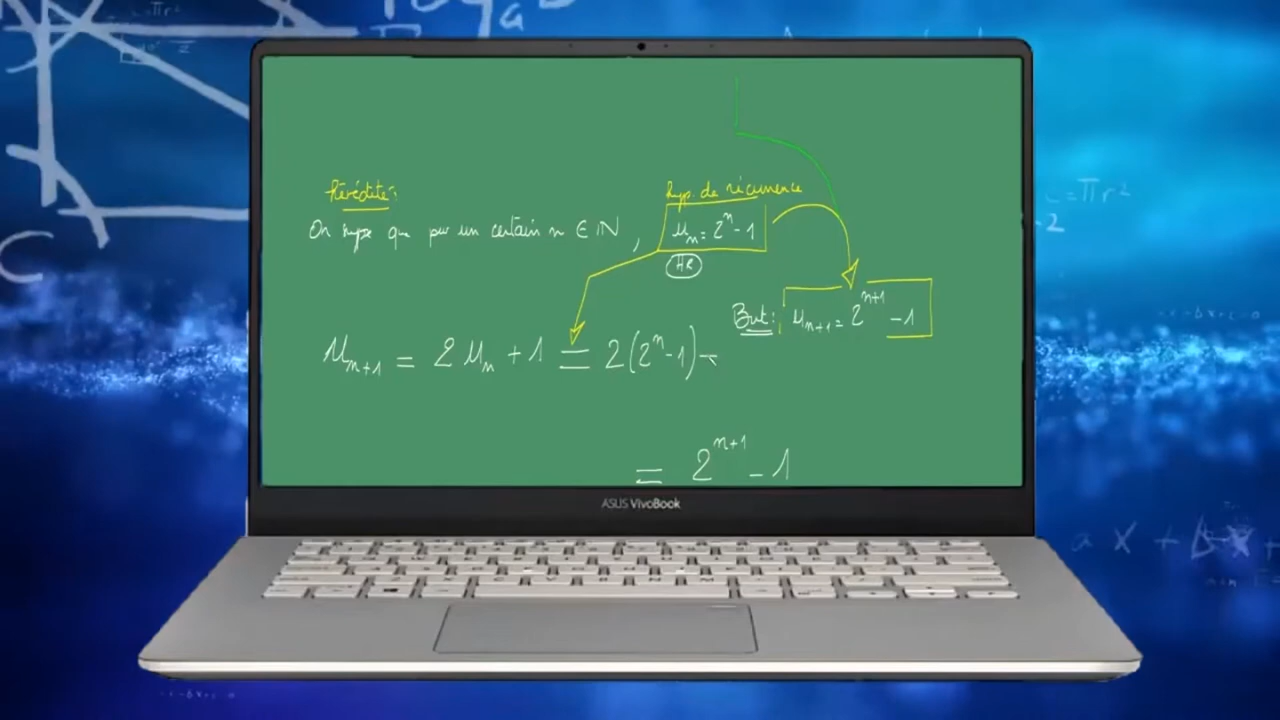 Hérédité:
hyp. de récurrence
On suppose que pour un certain n ∈ ℕ, uₙ = 2ⁿ - 1
HR
But: uₙ₊₁ = 2ⁿ⁺¹ - 1
uₙ₊₁ = 2uₙ + 1 = 2(2ⁿ - 1) -
= 2ⁿ⁺¹ - 1
ASUS VivoBook
C
= πr²
a x + b x +